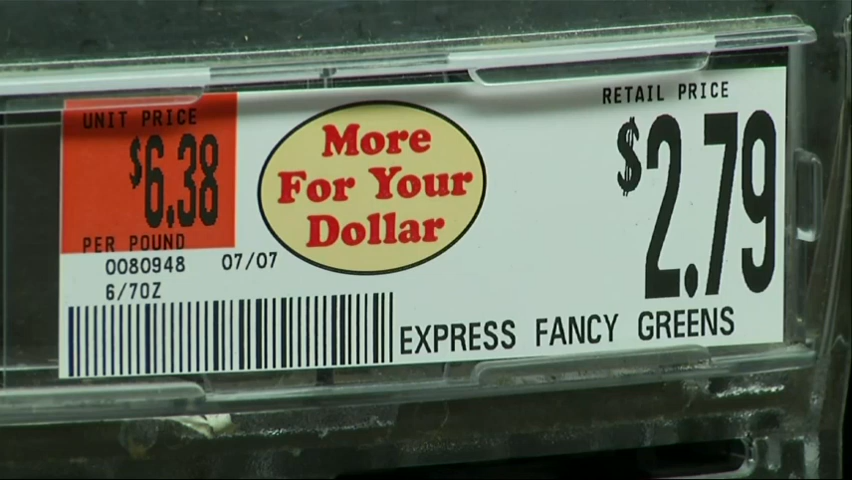 UNIT PRICE
$6.38
PER POUND
0080948 07/07
6/7OZ
More
For Your
Dollar
RETAIL PRICE
$2.79
EXPRESS FANCY GREENS